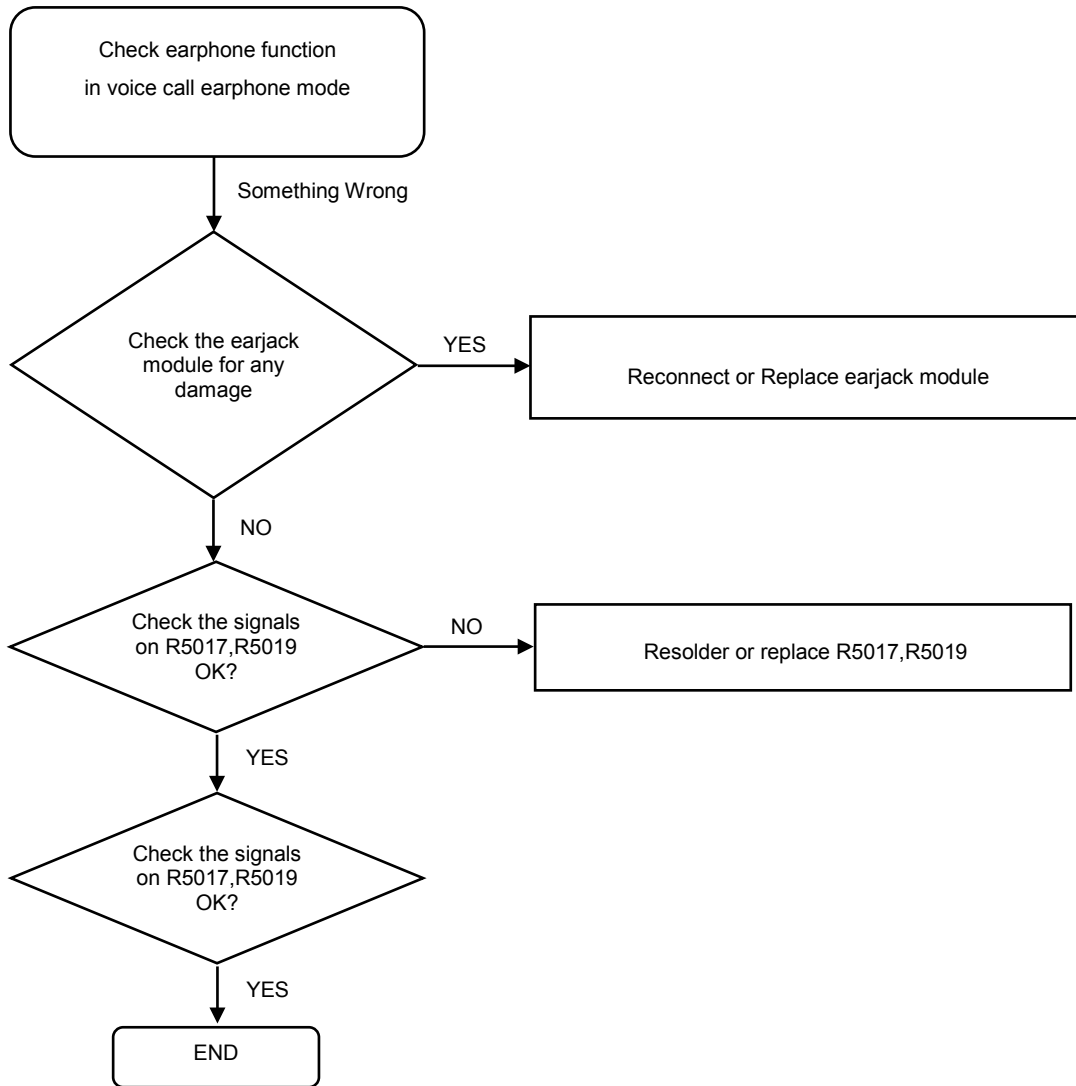 Check earphone function
in voice call earphone mode
Something Wrong
Check the earjack
module for any
damage
YES
Reconnect or Replace earjack module
NO
Check the signals
on R5017,R5019
OK?
NO
Resolder or replace R5017,R5019
YES
Check the signals
on R5017,R5019
OK?
YES
END